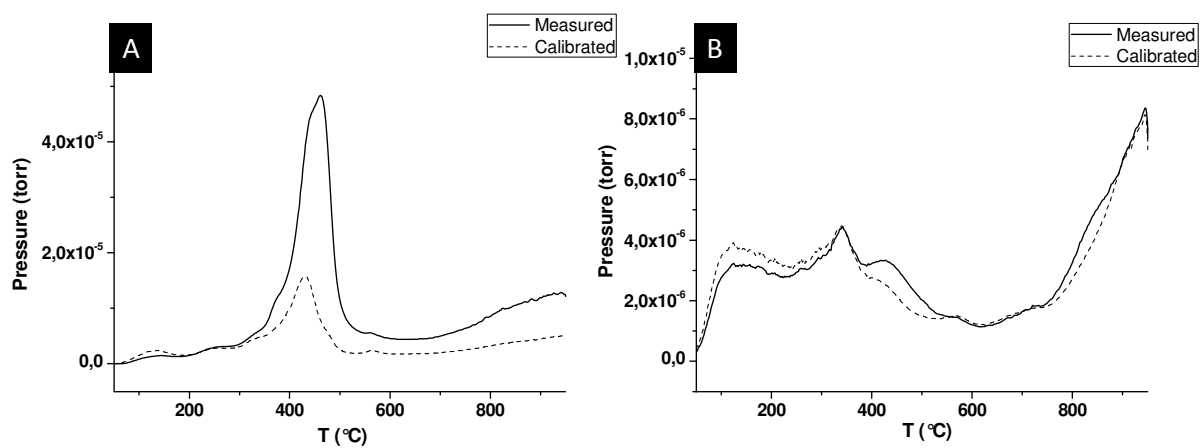 A
Measured
Calibrated
4,0x10⁻⁵
2,0x10⁻⁵
0,0
Pressure (torr)
200 400 600 800
T (°C)
B
Measured
Calibrated
1,0x10⁻⁵
8,0x10⁻⁶
6,0x10⁻⁶
4,0x10⁻⁶
2,0x10⁻⁶
0,0
Pressure (torr)
200 400 600 800
T (°C)